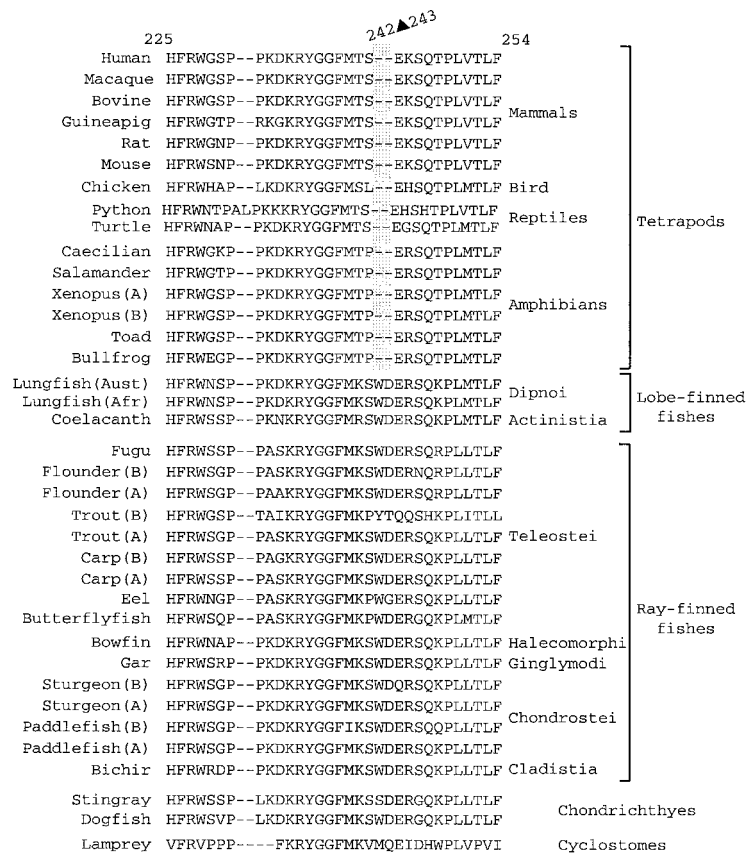 242▲243
225 254
Human HFRWGSPP--PKDKRYGGFMTS--EKSQTPLVTLF
Macaque HFRWGSP--PKDKRYGGFMTS--EKSQTPLVTLF
Bovine HFRWGSP--PKDKRYGGFMTS--EKSQTPLVTLF
Mammals
Guineapig HFRWGTP--RKGKRYGGFMTS--EKSQTPLVTLF
Rat HFRWGNP--PKDKRYGGFMTS--EKSQTPLVTLF
Mouse HFRWSNP--PKDKRYGGFMTS--EKSQTPLVTLF
Chicken HFRWHAP--LKDKRYGGFMSL--EHSQTPLMTLF Bird
Python HFRWNTPALPKKKRYGGFMTS--EHSHTPLVTLF
Reptiles
Tetrapods
Turtle HFRWNAP--PKDKRYGGFMTS--EGSQTPLMTLF
Caecilian HFRWGKP--PKDKRYGGFMTP--ERSQTPLMTLF
Salamander HFRWGTP--PKDKRYGGFMTP--ERSQTPLMTLF
Xenopus(A) HFRWGSP--PKDKRYGGFMTP--ERSQTPLMTLF
Amphibians
Xenopus(B) HFRWGSP--PKDKRYGGFMTP--ERSQTPLMTLF
Toad HFRWGSP--PKDKRYGGFMTP--ERSQTPLMTLF
Bullfrog HFRWEGP--PKDKRYGGFMTP--ERSQTPLMTLF
Lungfish(Aust) HFRWNSP--PKDKRYGGFMKSWDERSQKPLMTLF
Dipnoi
Lobe-finned
fishes
Lungfish(Afr) HFRWNSP--PKDKRYGGFMKSWDERSQKPLMTLF
Coelacanth HFRWSSP--PKNKRYGGFMRSWDERSQKPLMTLF Actinistia
Fugu HFRWSSP--PASKRYGGFMKSWDERSQRPLLTLF
Flounder(B) HFRWSGP--PASKRYGGFMKSWDERNQRPLLTLF
Flounder(A) HFRWSGP--PAAKRYGGFMKSWDERSQRPLLTLF
Trout(B) HFRWGSP--TAIKRYGGFMKPYTQQSHKPLITLL
Trout(A) HFRWSGP--PASKRYGGFMKSWDERSQKPLLTLF Teleostei
Carp(B) HFRWSSP--PAGKRYGGFMKSWDERSQKPLLTLF
Carp(A) HFRWSSP--PASKRYGGFMKSWDERSQKPLLTLF
Eel HFRWNGP--PASKRYGGFMKPWGERSQKPLLTLF
Ray-finned
fishes
Butterflyfish HFRWSQP--PASKRYGGFMKPWDERGQKPLMTLF
Bowfin HFRWNAP--PKDKRYGGFMKSWDERSQKPLLTLF Halecomorphi
Gar HFRWSRP--PKDKRYGGFMKSWDERSQKPLLTLF Ginglymodi
Sturgeon(B) HFRWSGP--PKDKRYGGFMKSWDQRSQKPLLTLF
Sturgeon(A) HFRWSGP--PKDKRYGGFMKSWDERSQKPLLTLF
Chondrostei
Paddlefish(B) HFRWSGP--PKDKRYGGFIKSWDERSQQPLLTLF
Paddlefish(A) HFRWSGP--PKDKRYGGFMKSWDERSQKPLLTLF
Bichir HFRWRDP--PKDKRYGGFMKSWDERSQKPLLTLF Cladistia
Stingray HFRWSSP--LKDKRYGGFMKSSDERGQKPLLTLF
Chondrichthyes
Dogfish HFRWSVP--LKDKRYGGFMKSWDERGQKPLLTLF
Lamprey VFRVPPP----FKRYGGFMKVMQEIDHWPLVPVI Cyclostomes